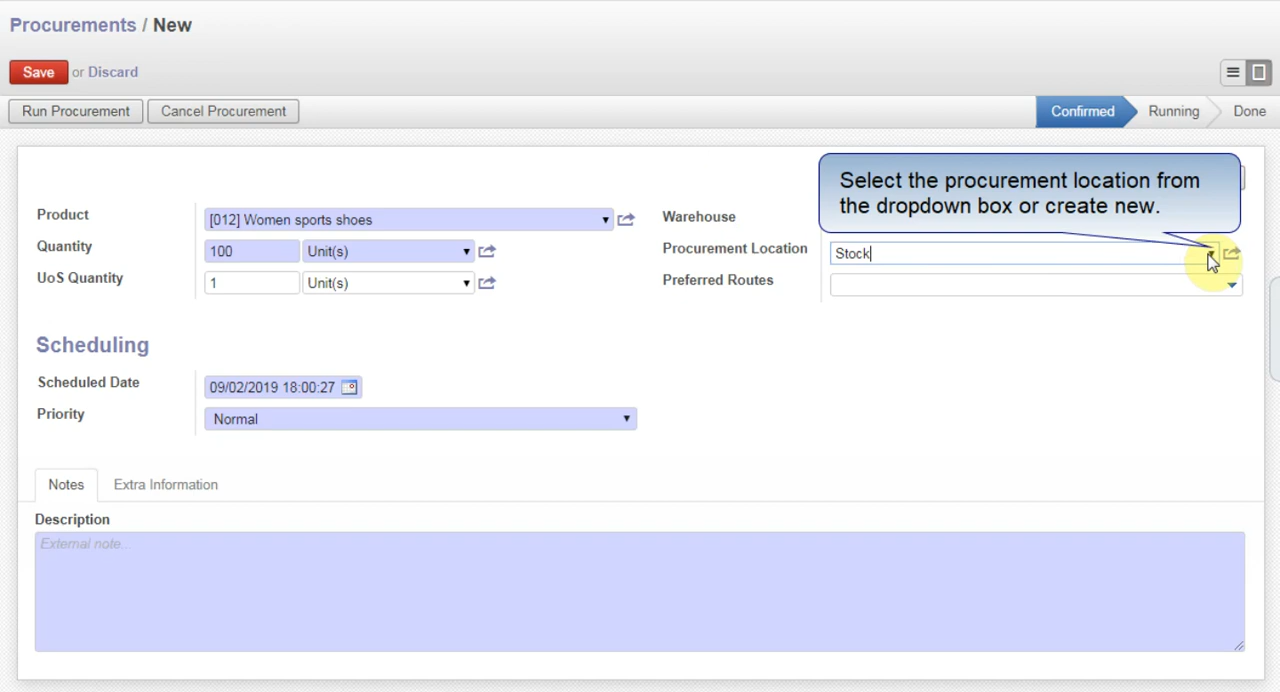 Procurements / New
Save or Discard
Run Procurement Cancel Procurement Confirmed Running Done
Select the procurement location from
the dropdown box or create new.
Product [012] Women sports shoes Warehouse
Quantity 100 Unit(s) Procurement Location Stock
UoS Quantity 1 Unit(s) Preferred Routes
Scheduling
Scheduled Date 09/02/2019 18:00:27
Priority Normal
Notes Extra Information
Description
External note...